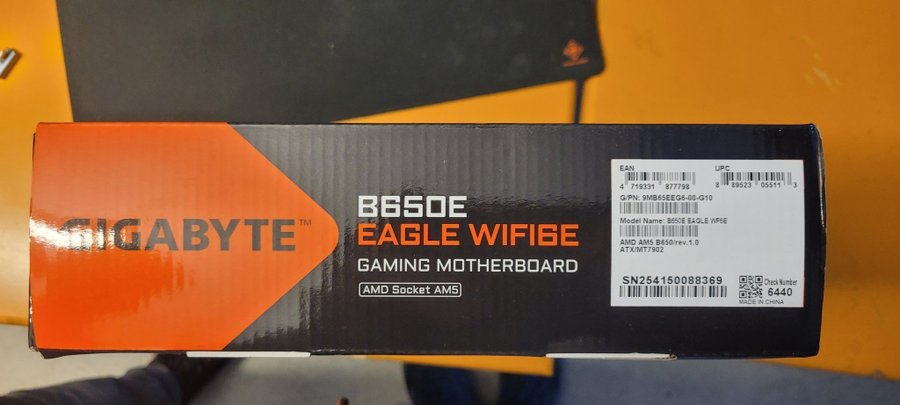 GIGABYTE™
B650E
EAGLE WIFI6E
GAMING MOTHERBOARD
AMD Socket AM5
EAN
4 719331 877798
UPC
8 89523 05511 3
G/PN: 9MB65EEG6-00-G10
Model Name: B650E EAGLE WF6E
AMD AM5 B650/rev.1.0
ATX/MT7902
SN254150088369
Check Number
6440
MADE IN CHINA